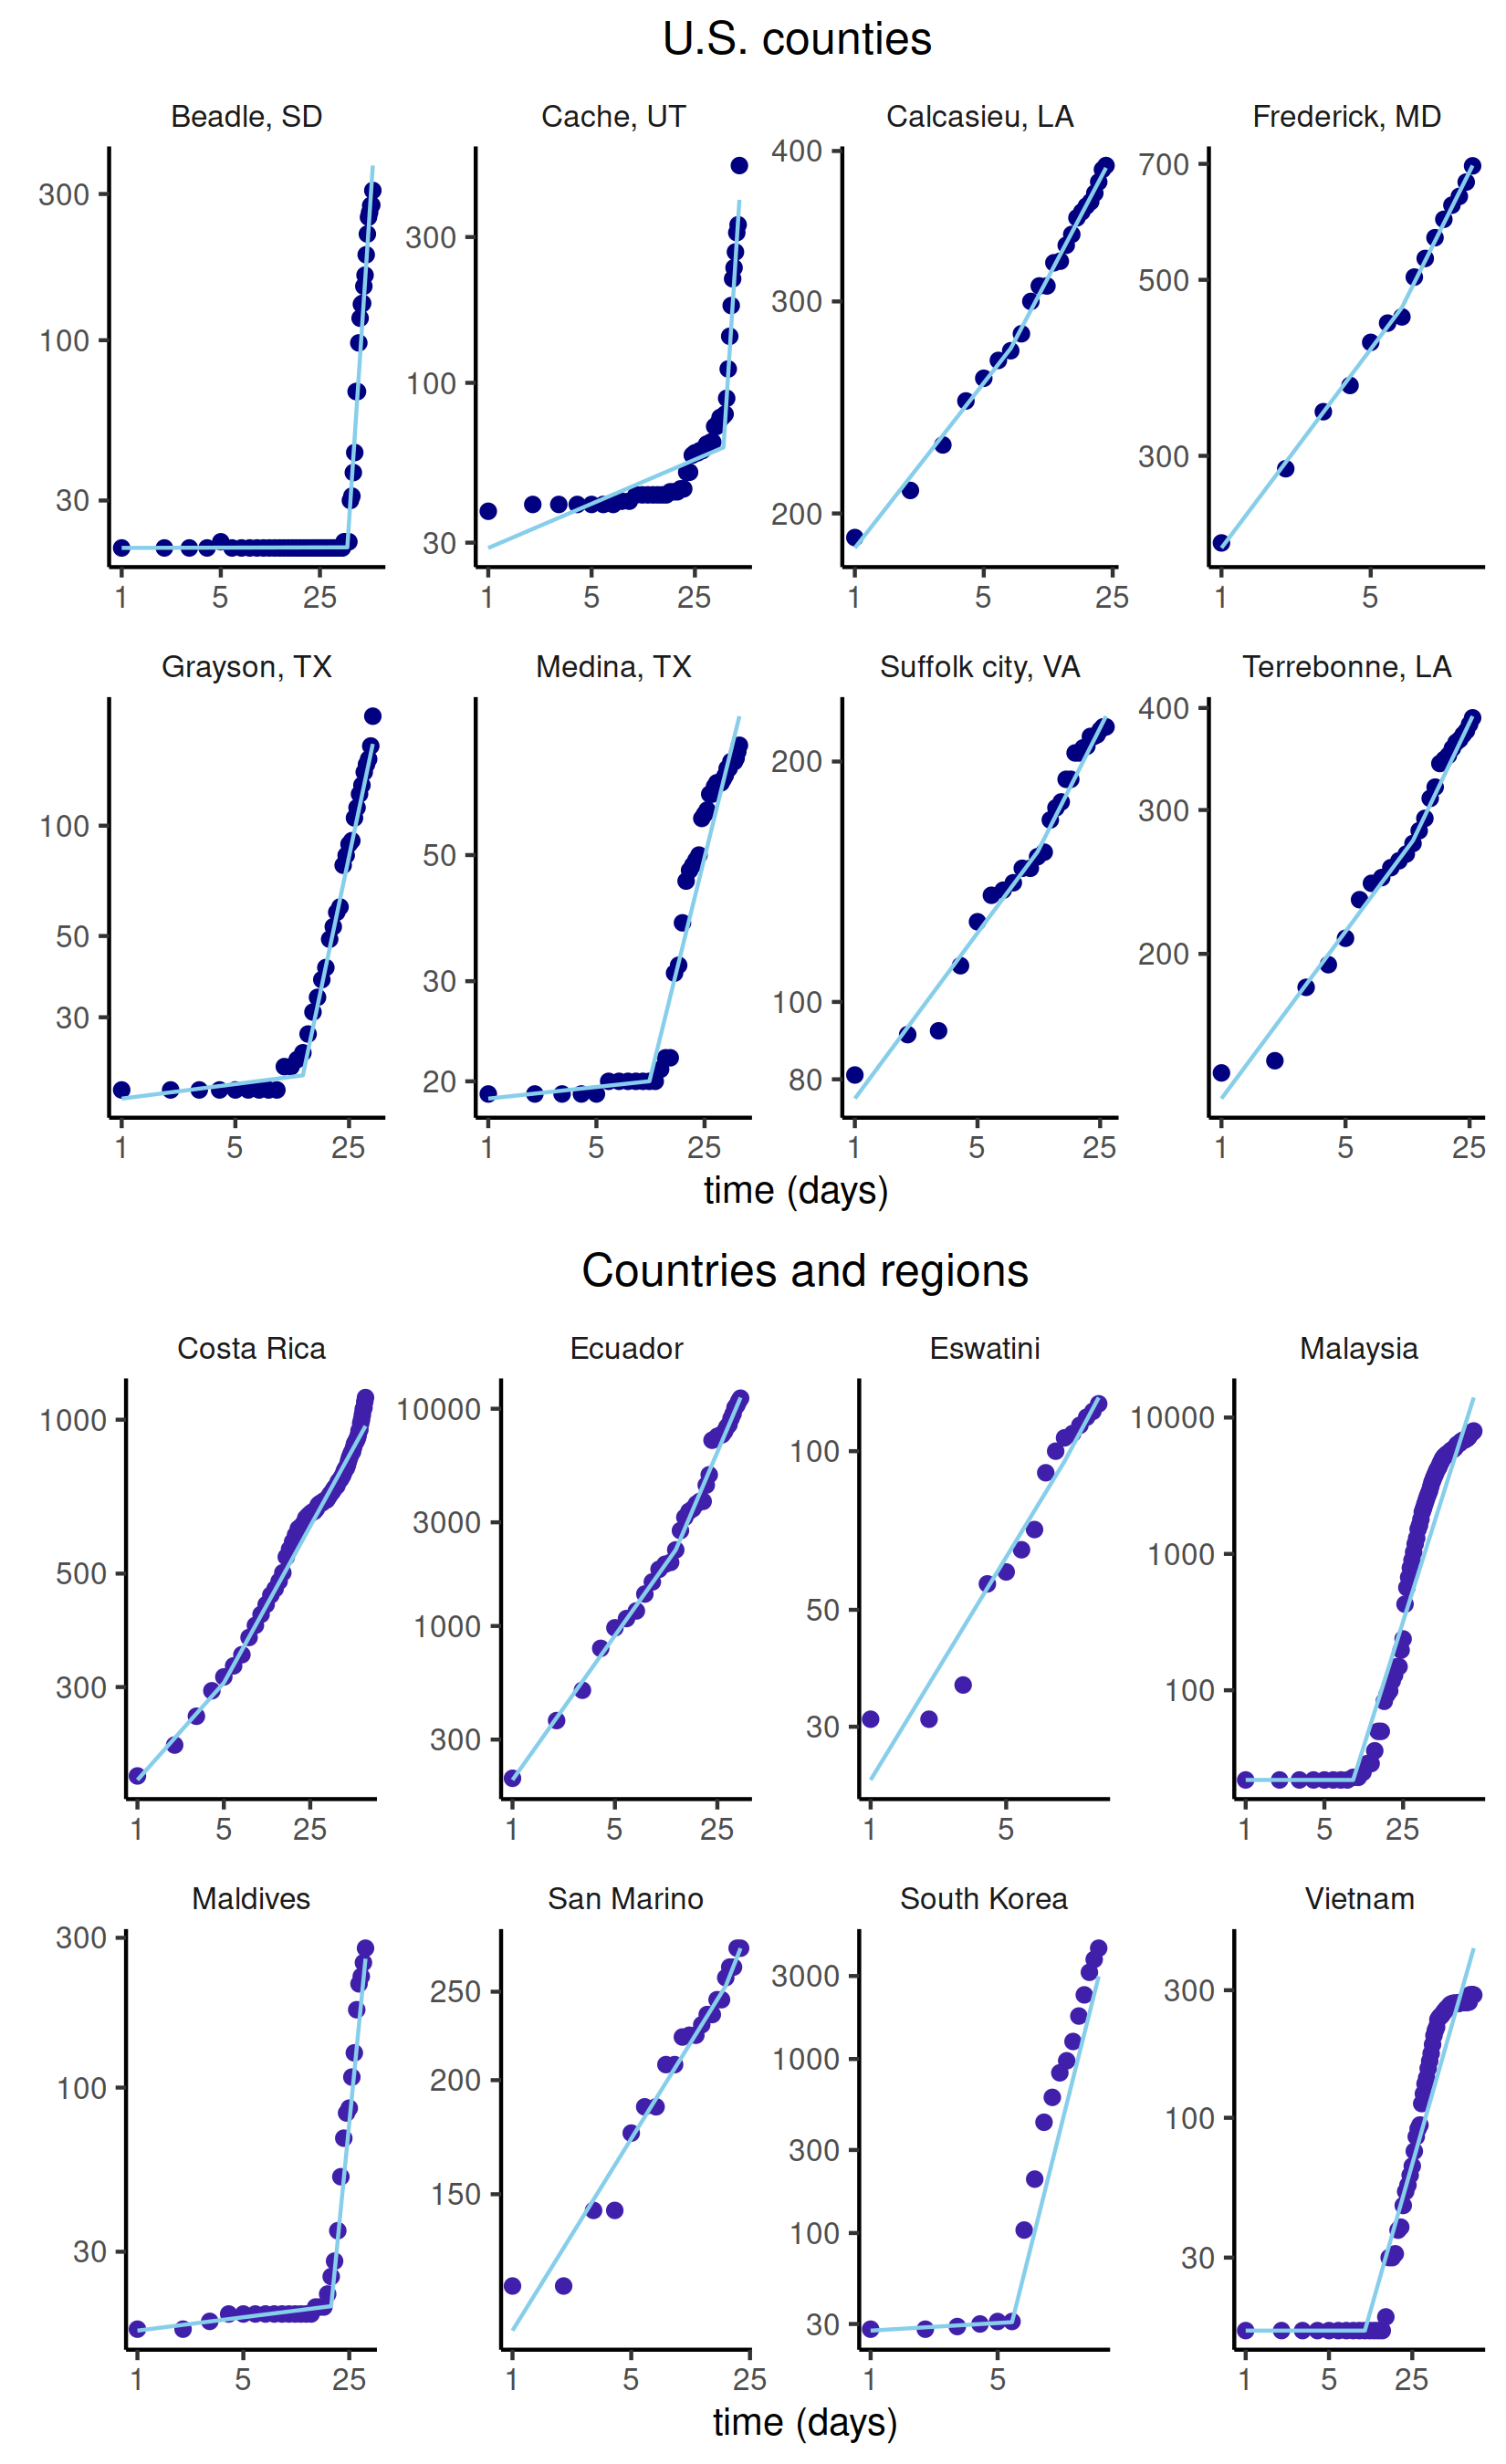 U.S. counties
Beadle, SD Cache, UT Calcasieu, LA Frederick, MD
300 100 30 1 5 25
300 100 30 1 5 25
400 300 200 1 5 25
700 500 300 1 5
Grayson, TX Medina, TX Suffolk city, VA Terrebonne, LA
100 50 30 1 5 25
50 30 20 1 5 25
200 100 80 1 5 25
400 300 200 1 5 25
time (days)
Countries and regions
Costa Rica Ecuador Eswatini Malaysia
1000 500 300 1 5 25
10000 3000 1000 300 1 5 25
100 50 30 1 5
10000 1000 100 1 5 25
Maldives San Marino South Korea Vietnam
300 100 30 1 5 25
250 200 150 1 5 25
3000 1000 300 100 30 1 5
300 100 30 1 5 25
time (days)